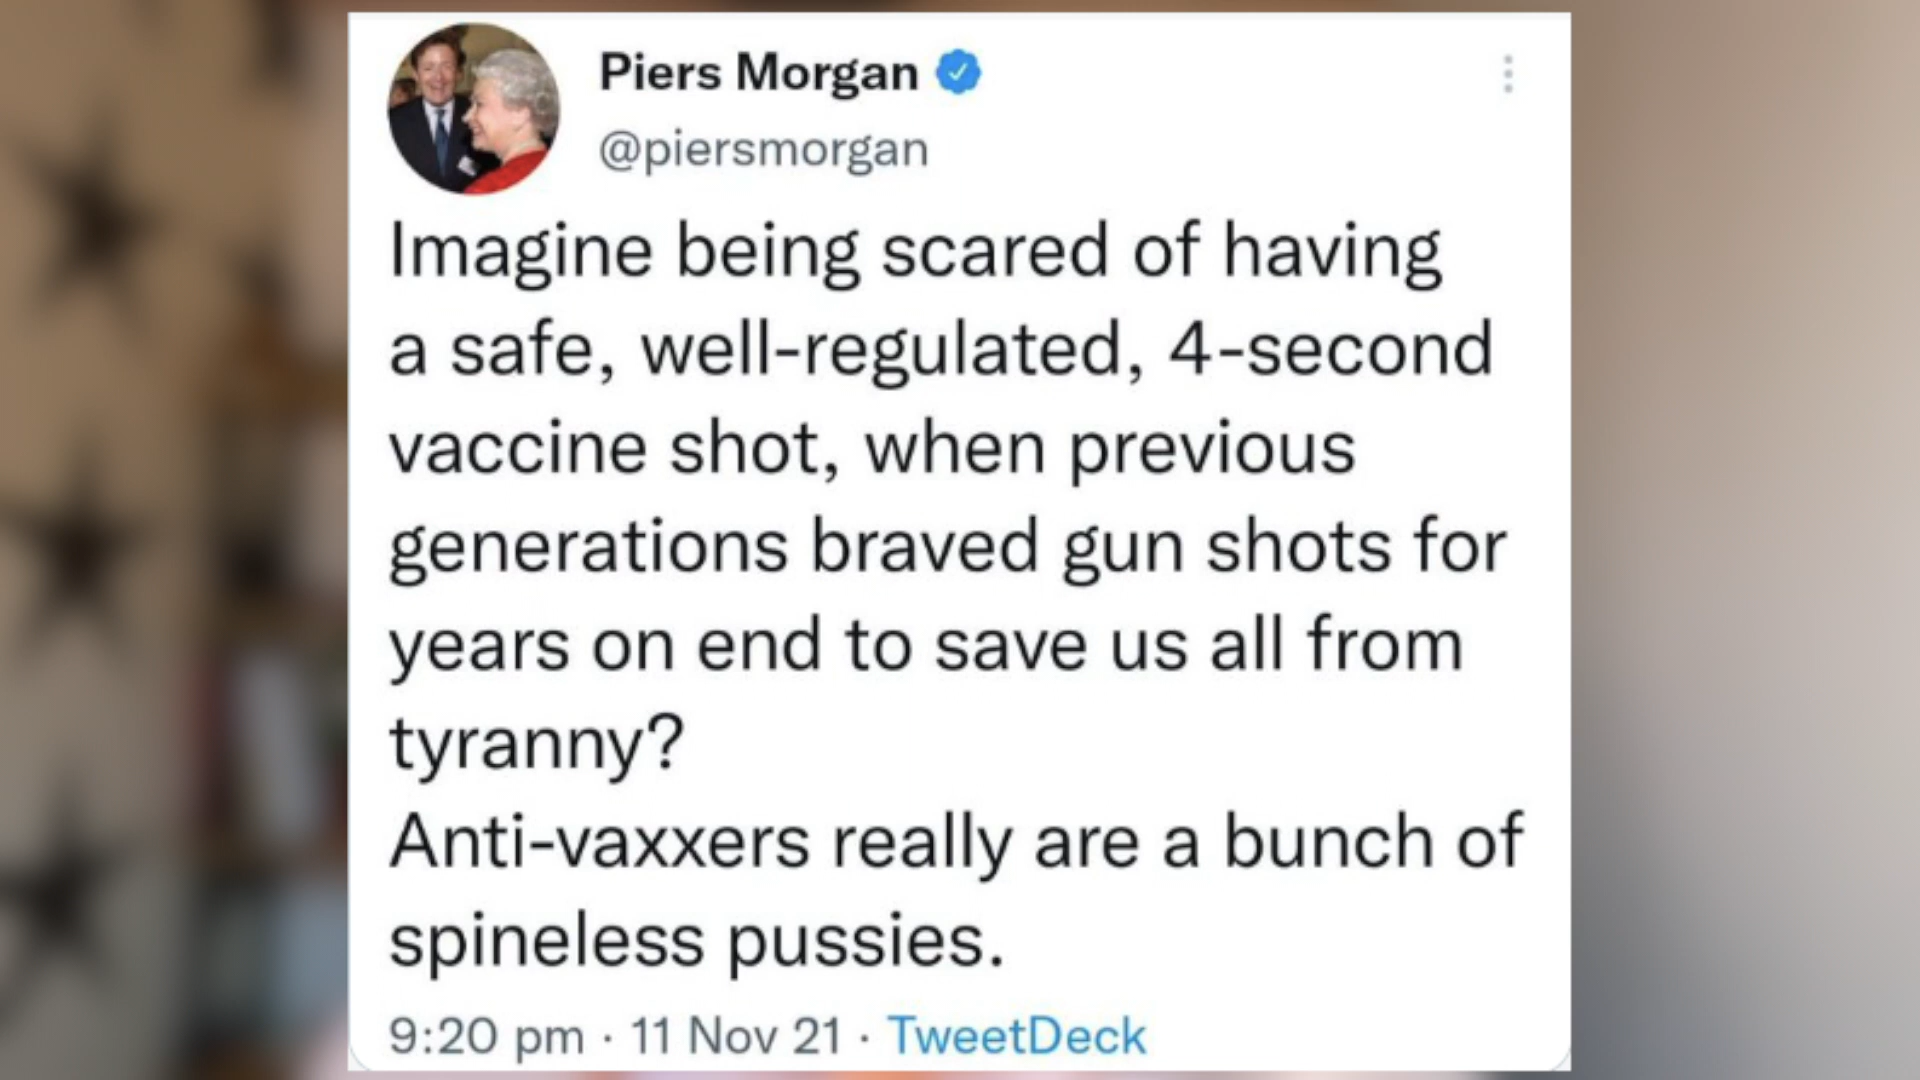 Piers Morgan
@piersmorgan
Imagine being scared of having
a safe, well-regulated, 4-second
vaccine shot, when previous
generations braved gun shots for
years on end to save us all from
tyranny?
Anti-vaxxers really are a bunch of
spineless pussies.
9:20 pm · 11 Nov 21 · TweetDeck